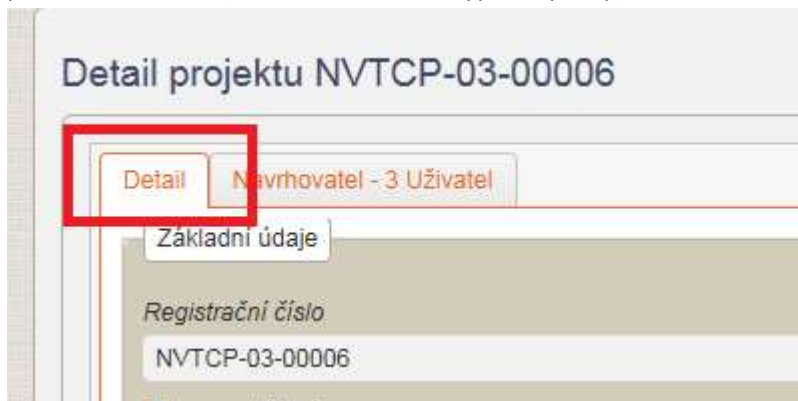 Detail projektu NVTCP-03-00006
Detail Navrhovatel - 3 Uživatel
Základní údaje
Registrační číslo
NVTCP-03-00006